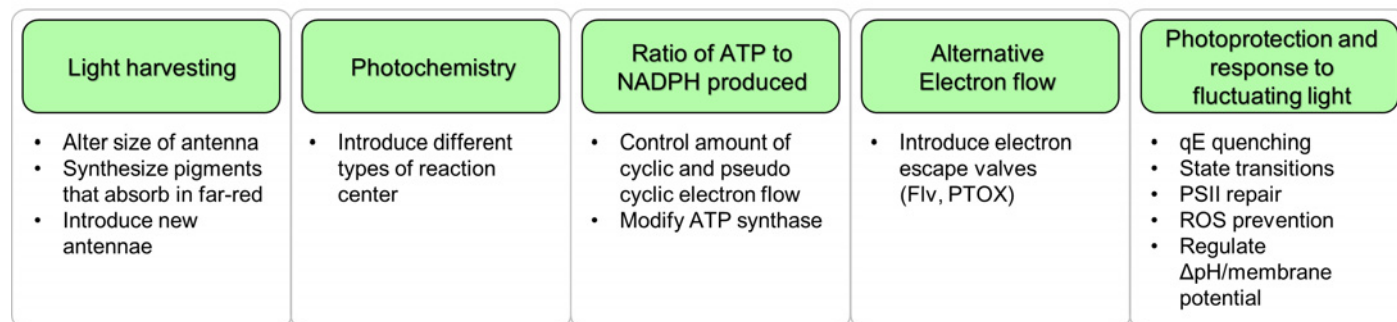 Light harvesting
• Alter size of antenna
• Synthesize pigments
that absorb in far-red
• Introduce new
antennae
Photochemistry
• Introduce different
types of reaction
center
Ratio of ATP to
NADPH produced
• Control amount of
cyclic and pseudo
cyclic electron flow
• Modify ATP synthase
Alternative
Electron flow
• Introduce electron
escape valves
(Flv, PTOX)
Photoprotection and
response to
fluctuating light
• qE quenching
• State transitions
• PSII repair
• ROS prevention
• Regulate
ΔpH/membrane
potential